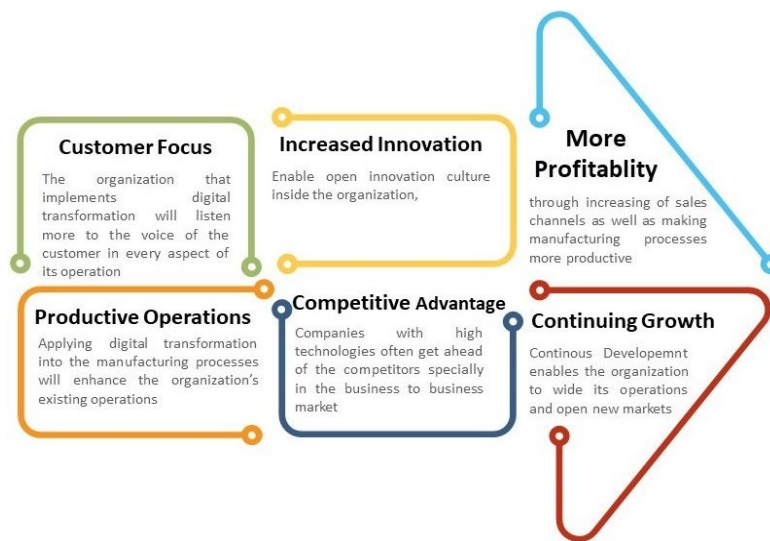 Customer Focus
The organization that
implements digital
transformation will listen
more to the voice of the
customer in every aspect of
its operation
Increased Innovation
Enable open innovation culture
inside the organization,
More
Profitablity
through increasing of sales
channels as well as making
manufacturing processes
more productive
Productive Operations
Applying digital transformation
into the manufacturing processes
will enhance the organization's
existing operations
Competitive Advantage
Companies with high
technologies often get ahead
of the competitors specially
in the business to business
market
Continuing Growth
Continous Developemnt
enables the organization
to wide its operations
and open new markets